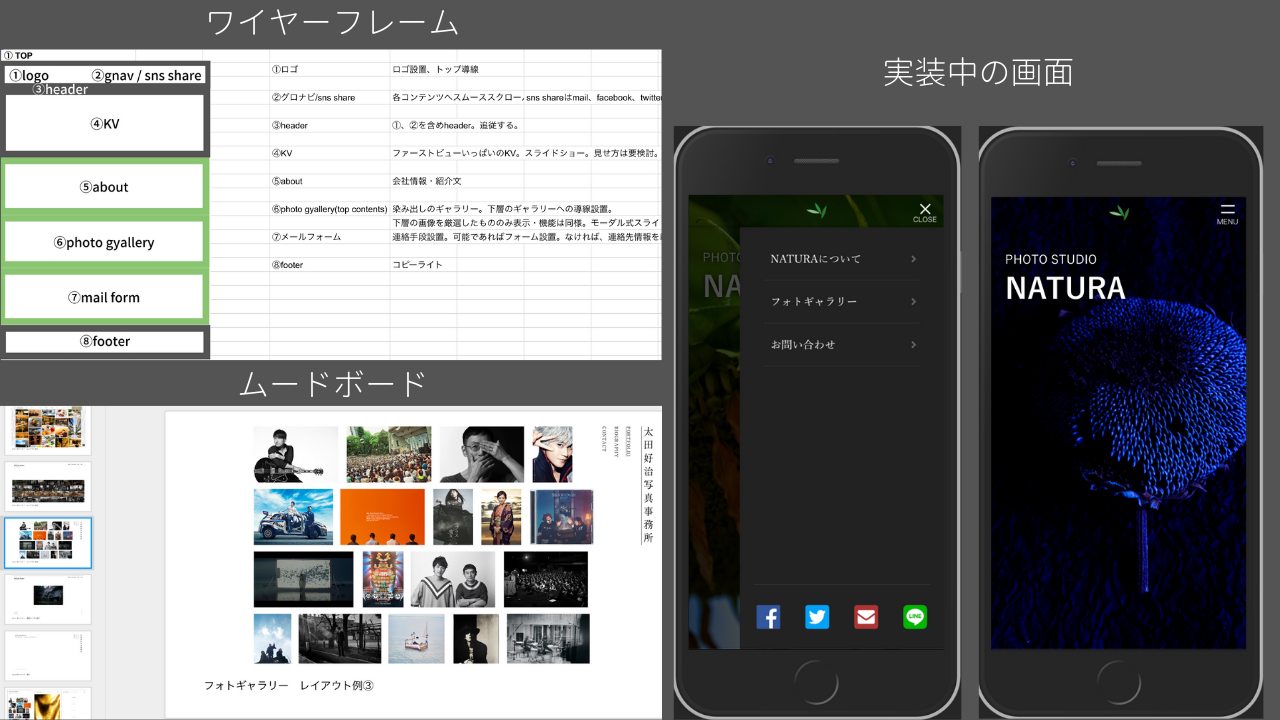 ワイヤーフレーム
① TOP
①logo ②gnav / sns share
③header
④KV
⑤about
⑥photo gyallery
⑦mail form
⑧footer
①ロゴ ロゴ設置、トップ導線
②グロナビ/sns share 各コンテンツへスムーススクロー, sns shareはmail、facebook、twitter
③header ①、②を含めheader。追従する。
④KV ファーストビューいっぱいのKV。スライドショー。見せ方は要検討。
⑤about 会社情報・紹介文
⑥photo gyallery(top contents) 染み出しのギャラリー。下層のギャラリーへの導線設置。
下層の画像を厳選したもののみ表示・機能は同様。モーダル式スライ
⑦メールフォーム 連絡手段設置。可能であればフォーム設置。なければ、連絡先情報を
⑧footer コピーライト
ムードボード
PORTFOLIO
BIOGRAPHY
CONTACT
太田好治写真事務所
フォトギャラリー レイアウト例③
実装中の画面
CLOSE
PHOTO
NA
NATURAについて
フォトギャラリー
お問い合わせ
LINE
MENU
PHOTO STUDIO
NATURA